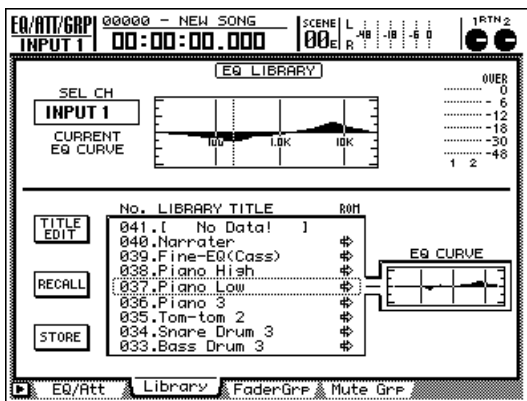 EQ/ATT/GRP
INPUT 1
00000 - NEW SONG
00:00:00.000
SCENE
00E
L -48 -18 -6 0
R
1 RTN 2
EQ LIBRARY
SEL CH
INPUT 1
CURRENT
EQ CURVE
100 1.0K 10K
OVER
0
- 6
-12
-18
-30
-48
1 2
No. LIBRARY TITLE ROM
TITLE
EDIT
RECALL
STORE
041.[ No Data! ]
040.Narrater
039.Fine-EQ(Cass)
038.Piano High
037.Piano Low
036.Piano 3
035.Tom-tom 2
034.Snare Drum 3
033.Bass Drum 3
EQ CURVE
EQ/Att Library FaderGrp Mute Grp